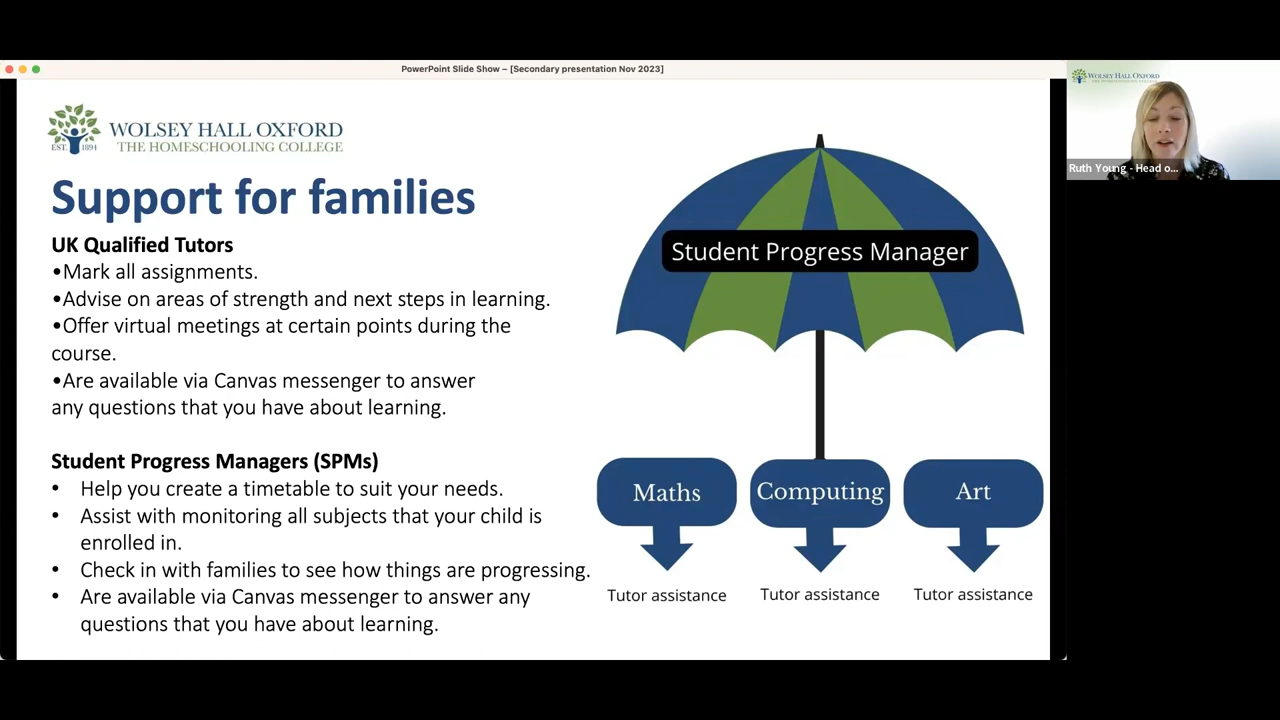 PowerPoint Slide Show – [Secondary presentation Nov 2023]
WOLSEY HALL OXFORD
THE HOMESCHOOLING COLLEGE
EST. 1894
Support for families
UK Qualified Tutors
•Mark all assignments.
•Advise on areas of strength and next steps in learning.
•Offer virtual meetings at certain points during the
course.
•Are available via Canvas messenger to answer
any questions that you have about learning.
Student Progress Managers (SPMs)
• Help you create a timetable to suit your needs.
• Assist with monitoring all subjects that your child is
enrolled in.
• Check in with families to see how things are progressing.
• Are available via Canvas messenger to answer any
questions that you have about learning.
Student Progress Manager
Maths
Computing
Art
Tutor assistance
Tutor assistance
Tutor assistance
WOLSEY HALL OXFORD
THE HOMESCHOOLING COLLEGE
Ruth Young - Head o...